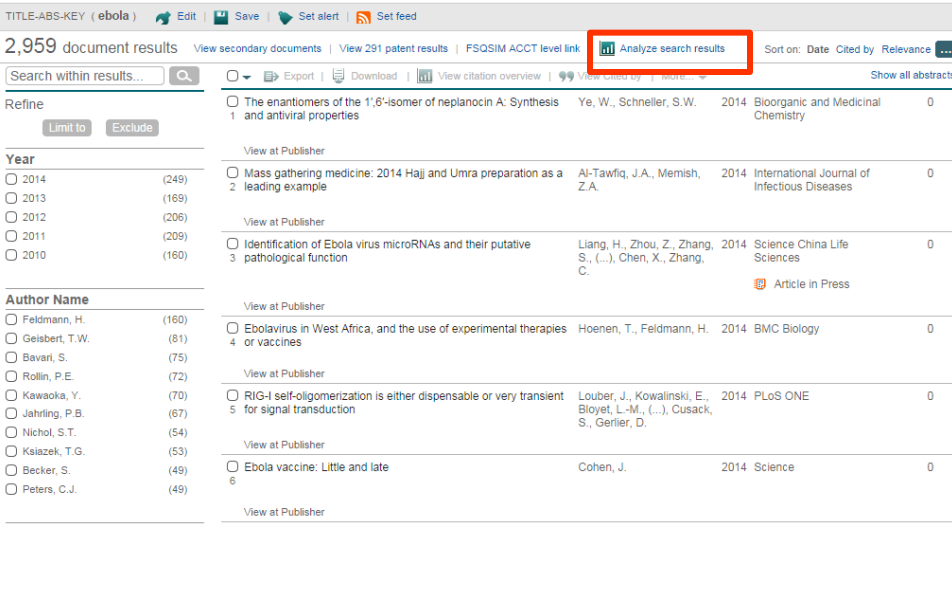 TITLE-ABS-KEY ( ebola ) Edit | Save | Set alert | Set feed
2,959 document results View secondary documents | View 291 patent results | FSQSIM ACCT level link Analyze search results Sort on: Date Cited by Relevance ...
Search within results... Export | Download | View citation overview | View Cited by | More... Show all abstracts
Refine
Limit to Exclude
Year
2014 (249)
2013 (169)
2012 (206)
2011 (209)
2010 (160)
Author Name
Feldmann, H. (160)
Geisbert, T.W. (81)
Bavari, S. (75)
Rollin, P.E. (72)
Kawaoka, Y. (70)
Jahrling, P.B. (67)
Nichol, S.T. (54)
Ksiazek, T.G. (53)
Becker, S. (49)
Peters, C.J. (49)
The enantiomers of the 1',6'-isomer of neplanocin A: Synthesis Ye, W., Schneller, S.W. 2014 Bioorganic and Medicinal 0
1 and antiviral properties Chemistry
View at Publisher
Mass gathering medicine: 2014 Hajj and Umra preparation as a Al-Tawfiq, J.A., Memish, 2014 International Journal of 0
2 leading example Z.A. Infectious Diseases
View at Publisher
Identification of Ebola virus microRNAs and their putative Liang, H., Zhou, Z., Zhang, 2014 Science China Life 0
3 pathological function S., (...), Chen, X., Zhang, Sciences
C.
Article in Press
View at Publisher
Ebolavirus in West Africa, and the use of experimental therapies Hoenen, T., Feldmann, H. 2014 BMC Biology 0
4 or vaccines
View at Publisher
RIG-I self-oligomerization is either dispensable or very transient Louber, J., Kowalinski, E., 2014 PLoS ONE 0
5 for signal transduction Bloyet, L.-M., (...), Cusack,
S., Gerlier, D.
View at Publisher
Ebola vaccine: Little and late Cohen, J. 2014 Science 0
6
View at Publisher